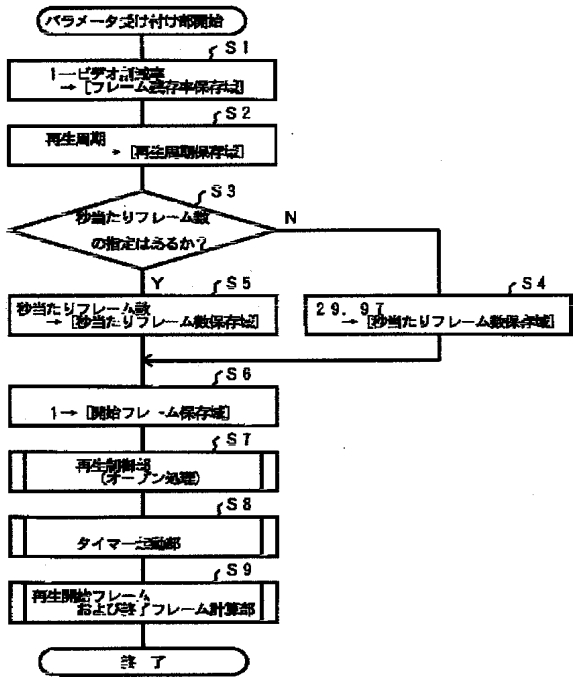 パラメータ受け付け部開始
S1
1－ビデオ削減率
→ [フレーム残存率保存域]
S2
再生周期
→ [再生周期保存域]
S3
秒当たりフレーム数
の指定はあるか?
N
Y
S5
秒当たりフレーム数
→ [秒当たりフレーム数保存域]
S4
29.97
→ [秒当たりフレーム数保存域]
S6
1→ [開始フレーム保存域]
S7
再生制御部
(オープン処理)
S8
タイマー起動部
S9
再生開始フレーム
および終了フレーム計算部
終了